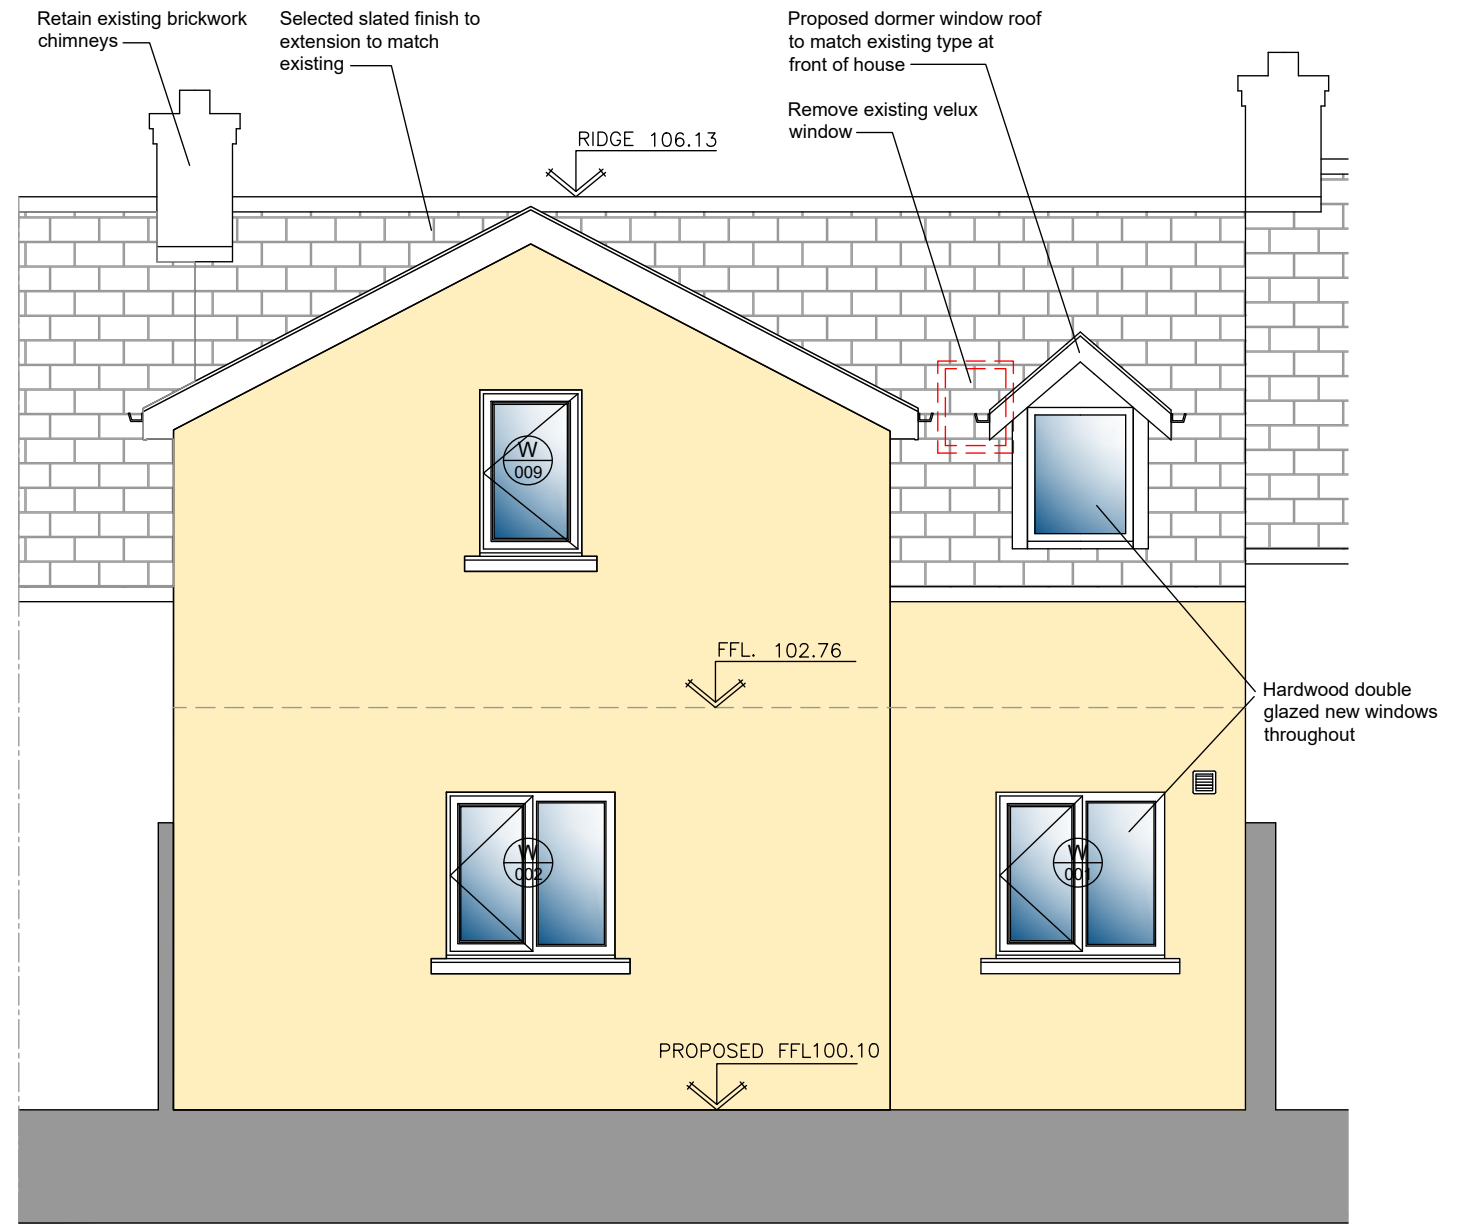 Retain existing brickwork
chimneys
Selected slated finish to
extension to match
existing
Proposed dormer window roof
to match existing type at
front of house
Remove existing velux
window
RIDGE 106.13
W
009
FFL. 102.76
Hardwood double
glazed new windows
throughout
W
002
W
001
PROPOSED FFL100.10